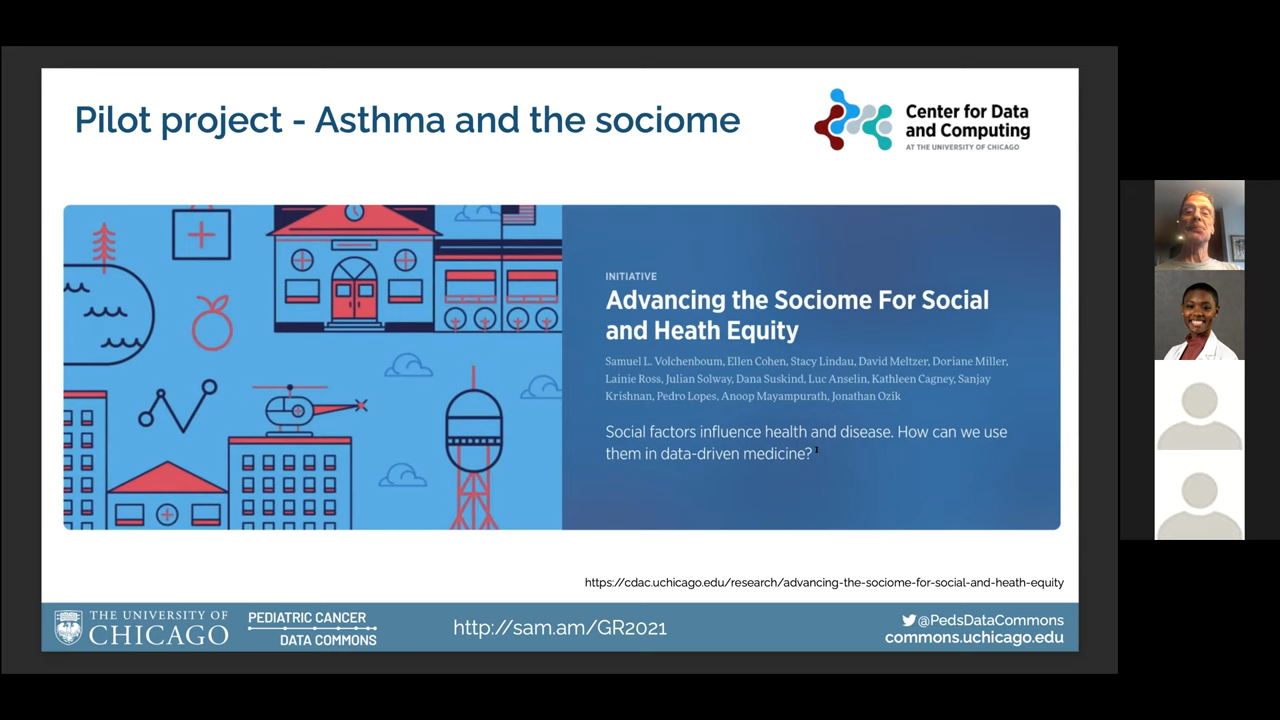 Pilot project - Asthma and the sociome
Center for Data
and Computing
AT THE UNIVERSITY OF CHICAGO
INITIATIVE
Advancing the Sociome For Social
and Heath Equity
Samuel L. Volchenboum, Ellen Cohen, Stacy Lindau, David Meltzer, Doriane Miller,
Lainie Ross, Julian Solway, Dana Suskind, Luc Anselin, Kathleen Cagney, Sanjay
Krishnan, Pedro Lopes, Anoop Mayampurath, Jonathan Ozik
Social factors influence health and disease. How can we use
them in data-driven medicine?
https://cdac.uchicago.edu/research/advancing-the-sociome-for-social-and-heath-equity
THE UNIVERSITY OF
CHICAGO
PEDIATRIC CANCER
DATA COMMONS
http://sam.am/GR2021
@PedsDataCommons
commons.uchicago.edu